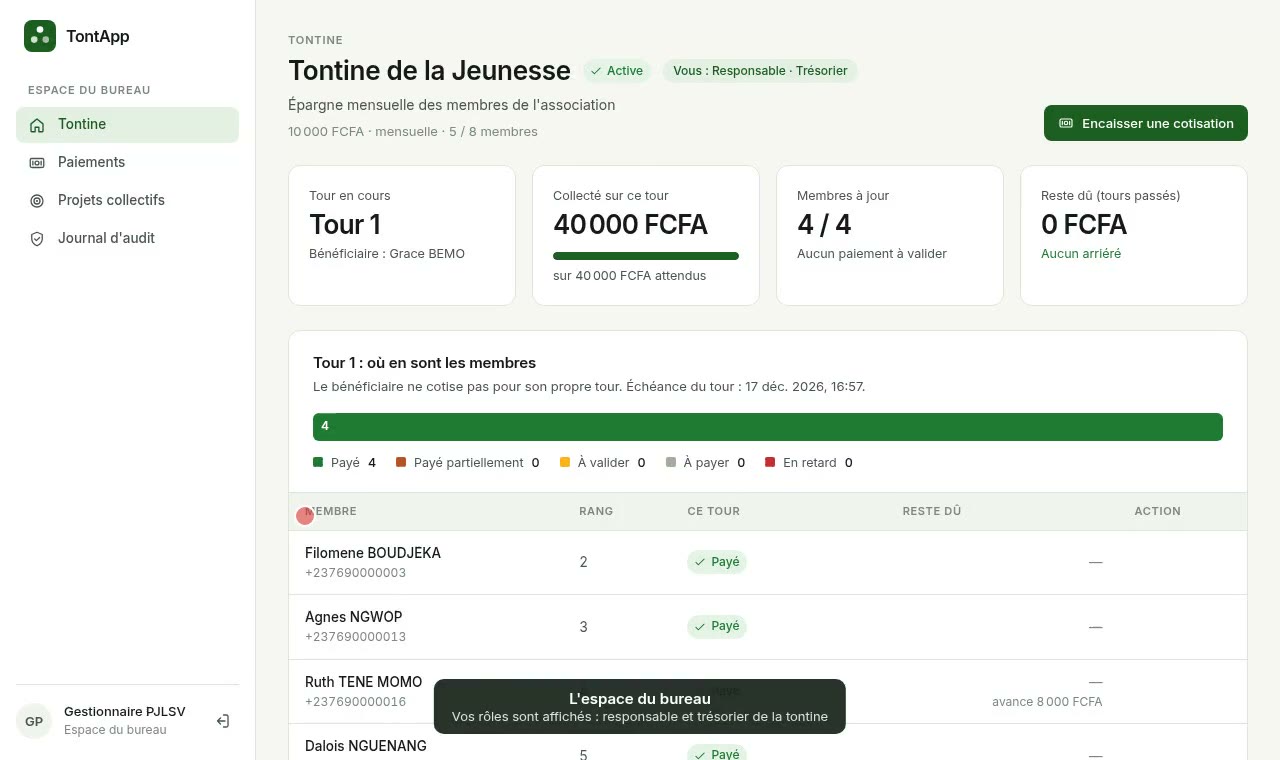 TontApp
ESPACE DU BUREAU
Tontine
Paiements
Projets collectifs
Journal d'audit
GP
Gestionnaire PJLSV
Espace du bureau
TONTINE
Tontine de la Jeunesse
Active
Vous : Responsable · Trésorier
Épargne mensuelle des membres de l'association
10 000 FCFA · mensuelle · 5 / 8 membres
Encaisser une cotisation
Tour en cours
Tour 1
Bénéficiaire : Grace BEMO
Collecté sur ce tour
40 000 FCFA
sur 40 000 FCFA attendus
Membres à jour
4 / 4
Aucun paiement à valider
Reste dû (tours passés)
0 FCFA
Aucun arriéré
Tour 1 : où en sont les membres
Le bénéficiaire ne cotise pas pour son propre tour. Échéance du tour : 17 déc. 2026, 16:57.
4
Payé 4 Payé partiellement 0 À valider 0 À payer 0 En retard 0
MEMBRE RANG CE TOUR RESTE DÛ ACTION
Filomene BOUDJEKA
+237690000003
2 Payé —
Agnes NGWOP
+237690000013
3 Payé —
Ruth TENE MOMO
+237690000016
—
avance 8 000 FCFA
L'espace du bureau
Vos rôles sont affichés : responsable et trésorier de la tontine
Dalois NGUENANG
5 Payé —